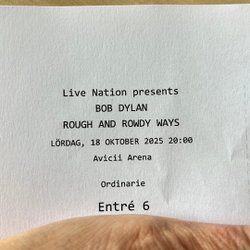 Live Nation presents
BOB DYLAN
ROUGH AND ROWDY WAYS
LÖRDAG, 18 OKTOBER 2025 20:00
Avicii Arena
Ordinarie
Entré 6